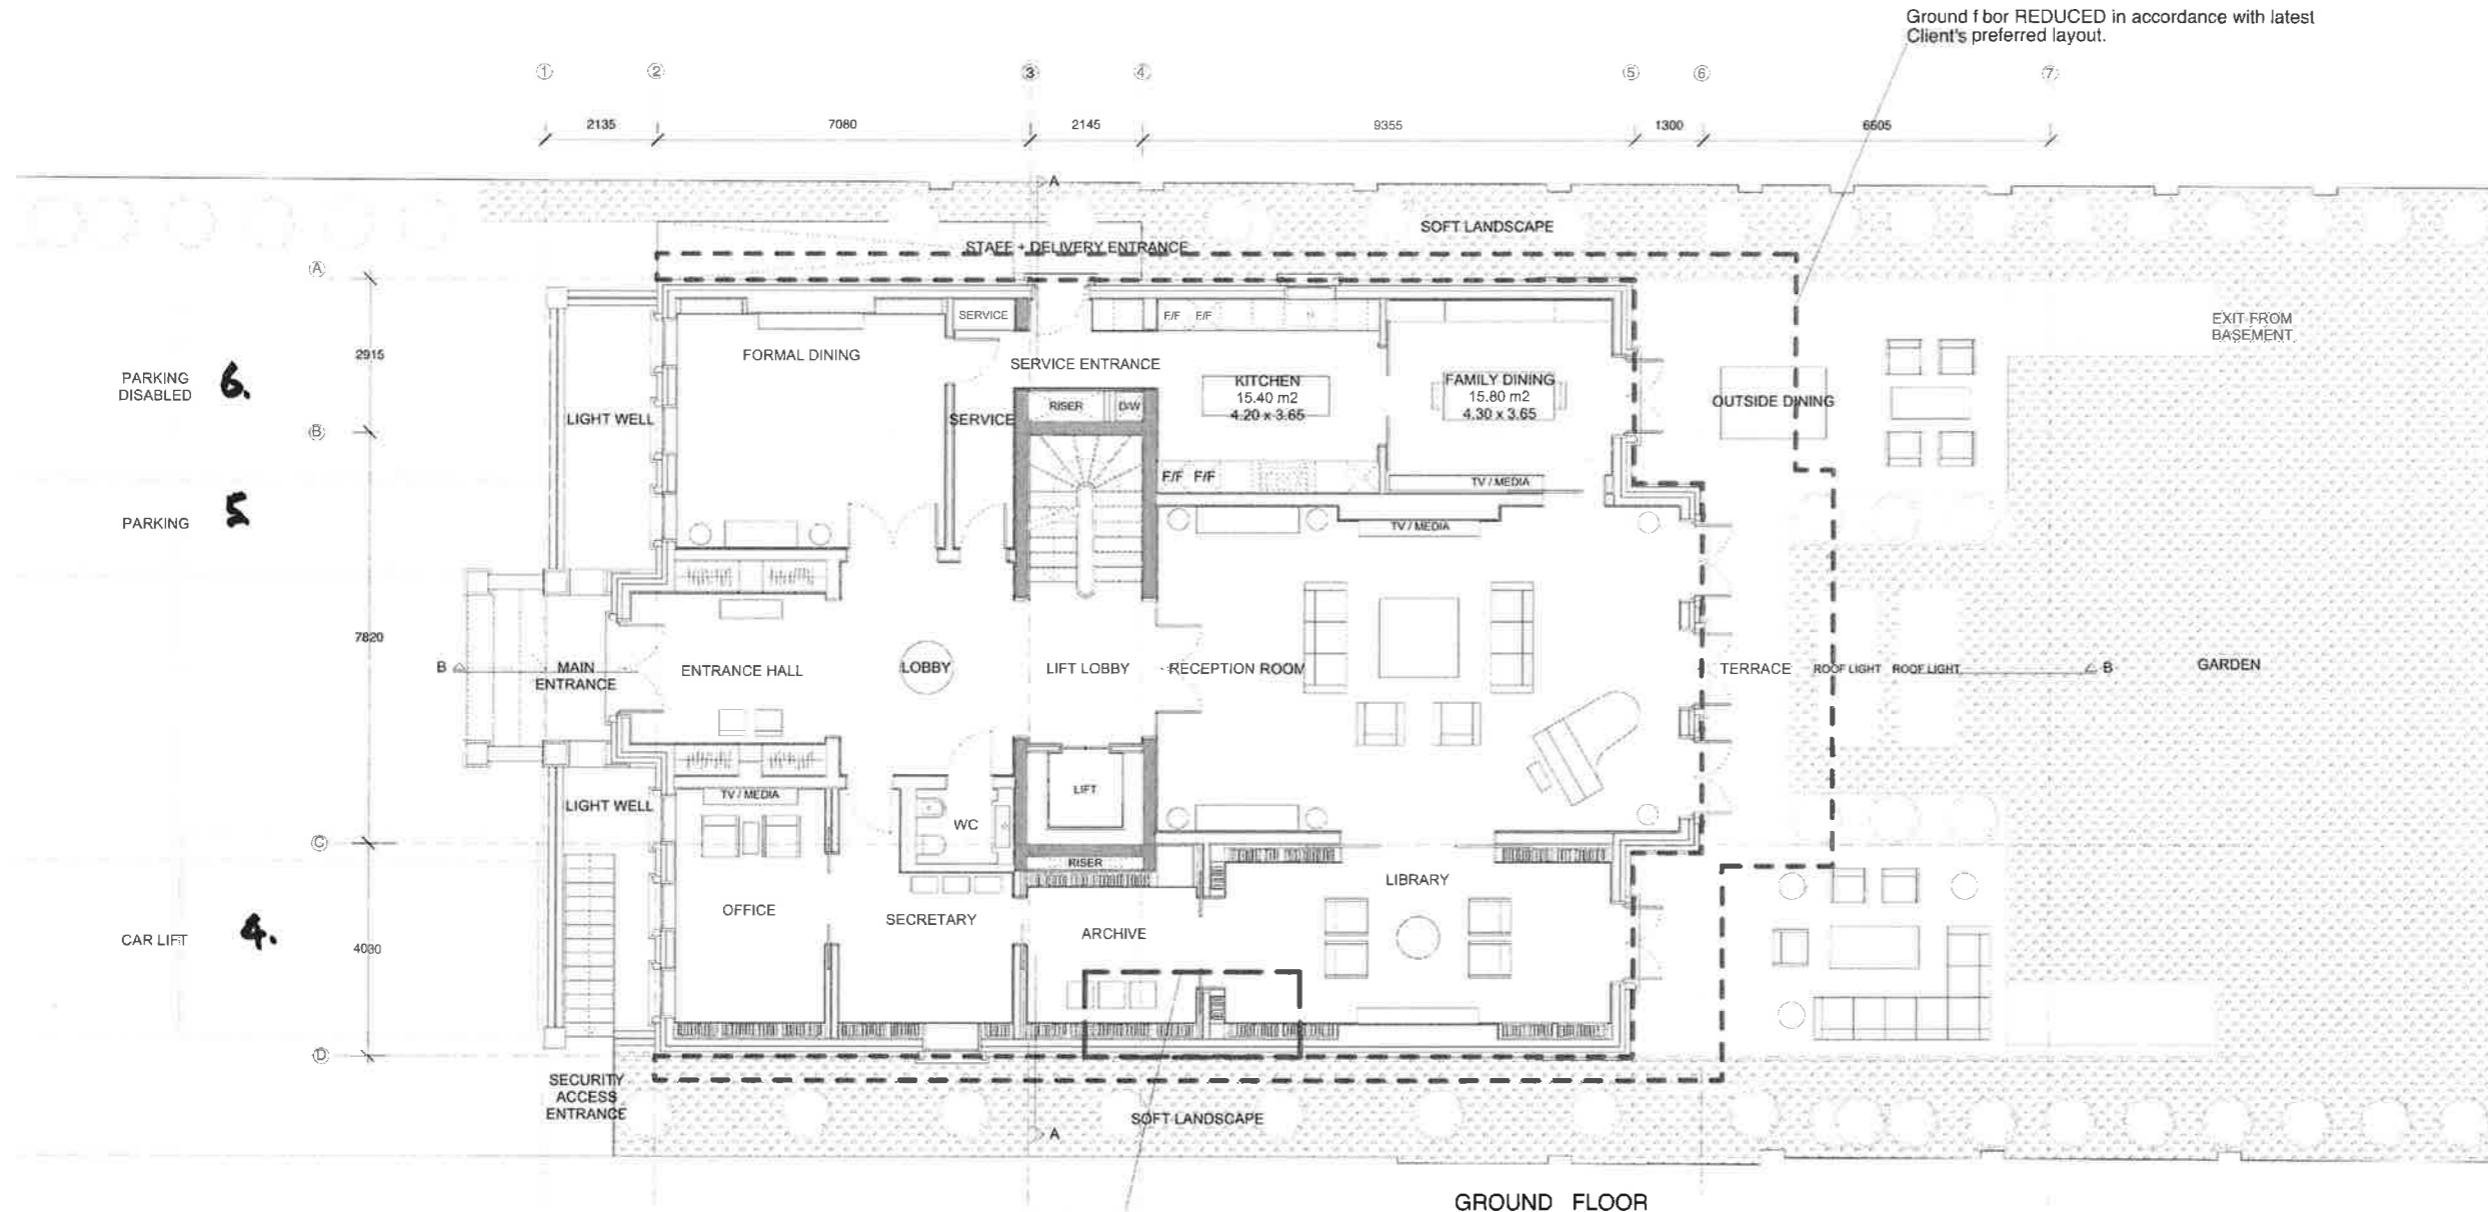 Ground fbor REDUCED in accordance with latest
Client's preferred layout.
1 2 3 4 5 6 7
2135 7080 2145 9355 1300 6605
A
SOFT LANDSCAPE
STAFF + DELIVERY ENTRANCE
A
SERVICE
F/F F/F
EXIT FROM
BASEMENT
2915
FORMAL DINING
SERVICE ENTRANCE
PARKING
DISABLED
6.
KITCHEN
15.40 m2
4.20 x 3.65
FAMILY DINING
15.80 m2
4.30 x 3.65
RISER
D/W
OUTSIDE DINING
LIGHT WELL
SERVICE
B
F/F F/F
TV / MEDIA
PARKING
5
TV / MEDIA
7820
B
MAIN
ENTRANCE
ENTRANCE HALL
LOBBY
LIFT LOBBY
RECEPTION ROOM
TERRACE
ROOF LIGHT
ROOF LIGHT
B
GARDEN
LIGHT WELL
TV / MEDIA
LIFT
WC
C
RISER
LIBRARY
OFFICE
SECRETARY
ARCHIVE
CAR LIFT
4.
4030
D
SECURITY
ACCESS
ENTRANCE
SOFT LANDSCAPE
A
GROUND FLOOR